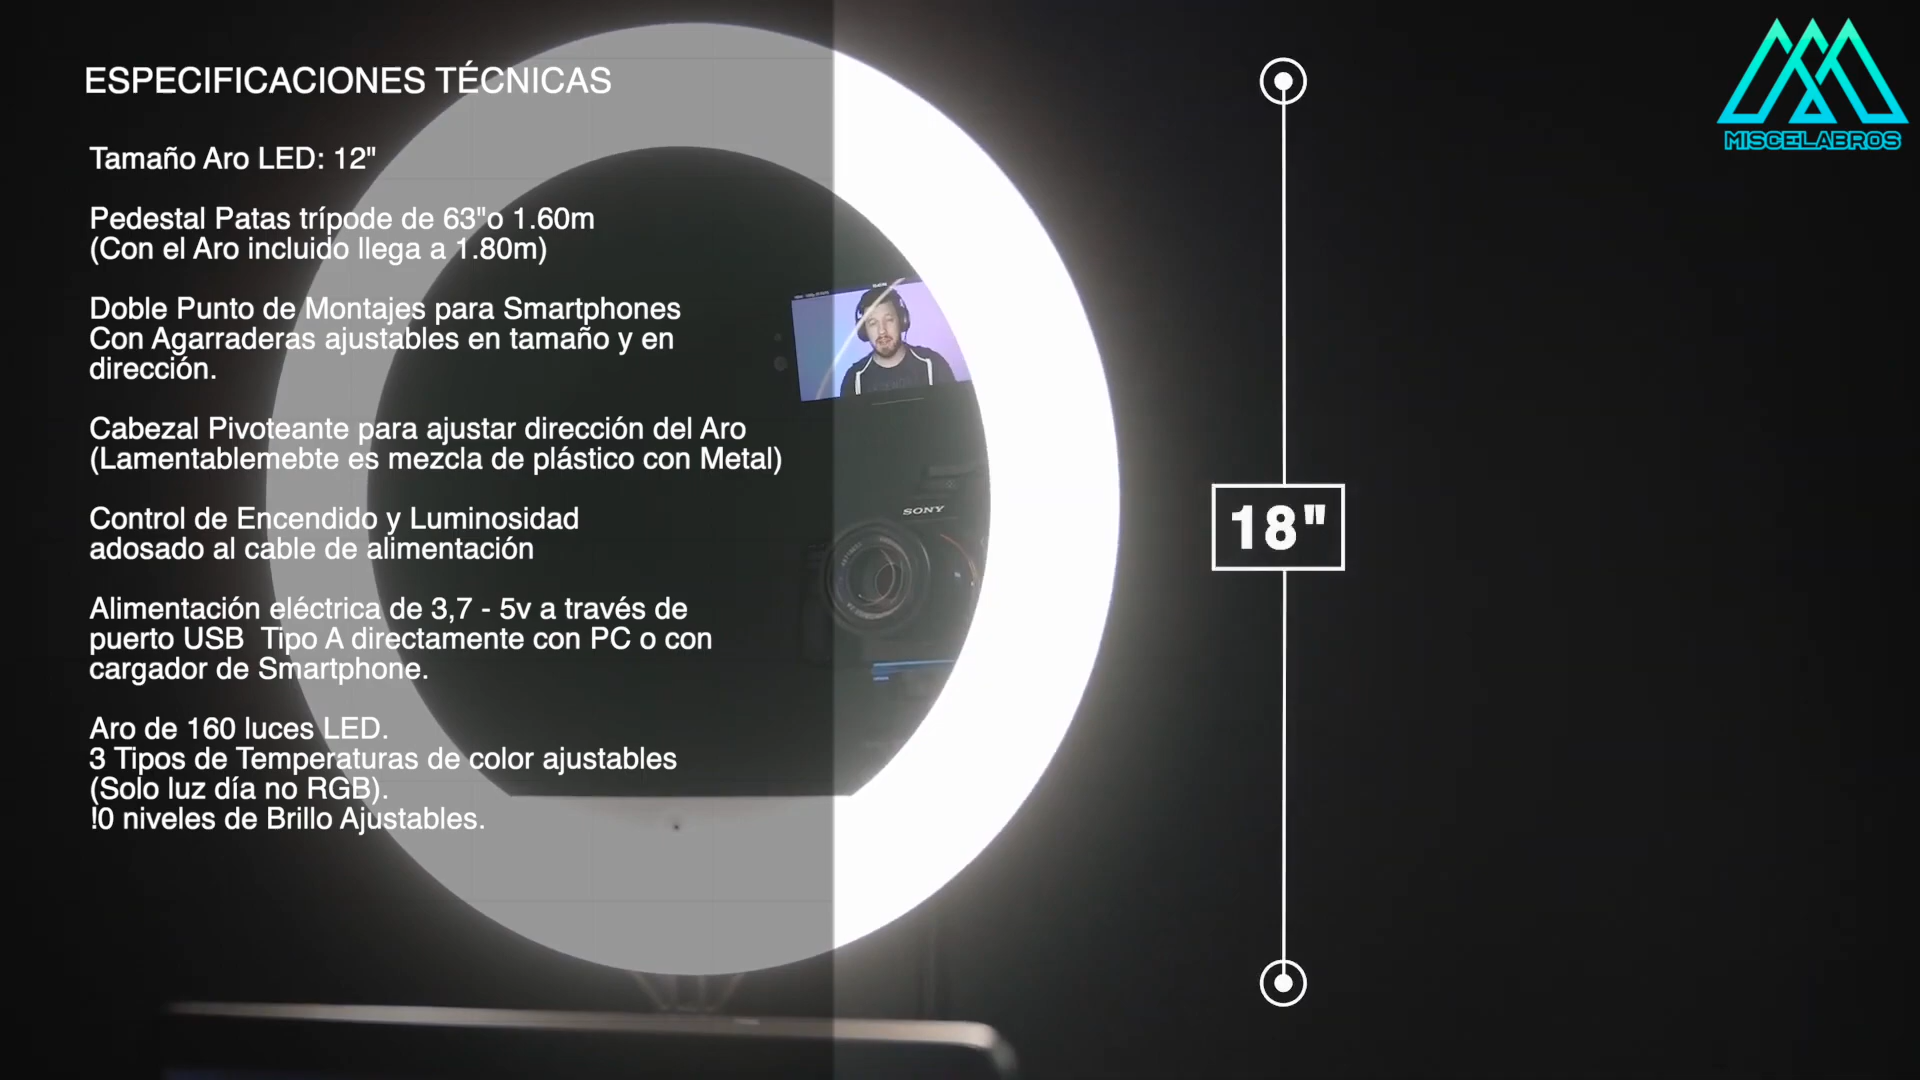 ESPECIFICACIONES TÉCNICAS
Tamaño Aro LED: 12"
Pedestal Patas trípode de 63"o 1.60m
(Con el Aro incluido llega a 1.80m)
Doble Punto de Montajes para Smartphones
Con Agarraderas ajustables en tamaño y en
dirección.
Cabezal Pivoteante para ajustar dirección del Aro
(Lamentablemebte es mezcla de plástico con Metal)
Control de Encendido y Luminosidad
adosado al cable de alimentación
Alimentación eléctrica de 3,7 - 5v a través de
puerto USB  Tipo A directamente con PC o con
cargador de Smartphone.
Aro de 160 luces LED.
3 Tipos de Temperaturas de color ajustables
(Solo luz día no RGB).
!0 niveles de Brillo Ajustables.
SONY
18"
MISCELABROS